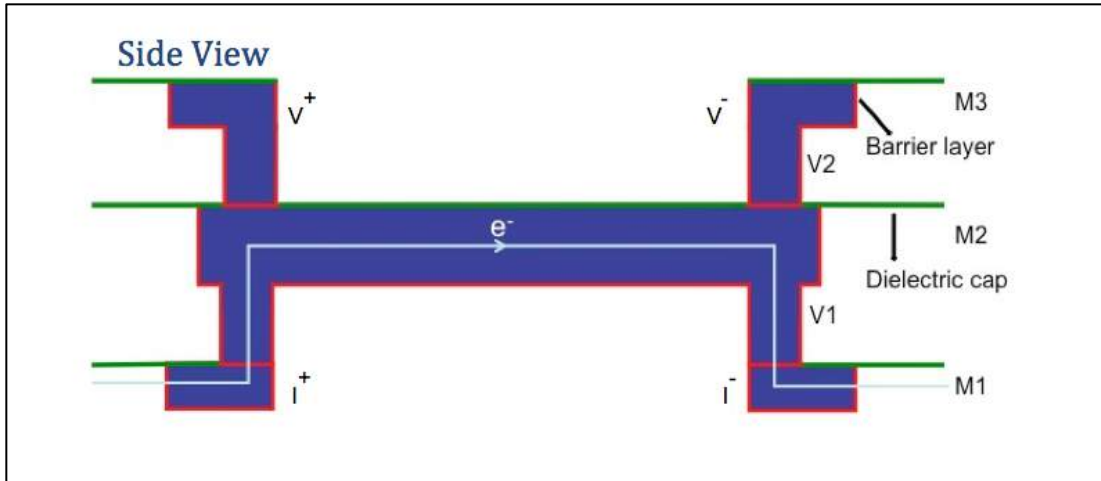 Side View
V+
V-
M3
Barrier layer
V2
e-
M2
Dielectric cap
V1
I+
I-
M1